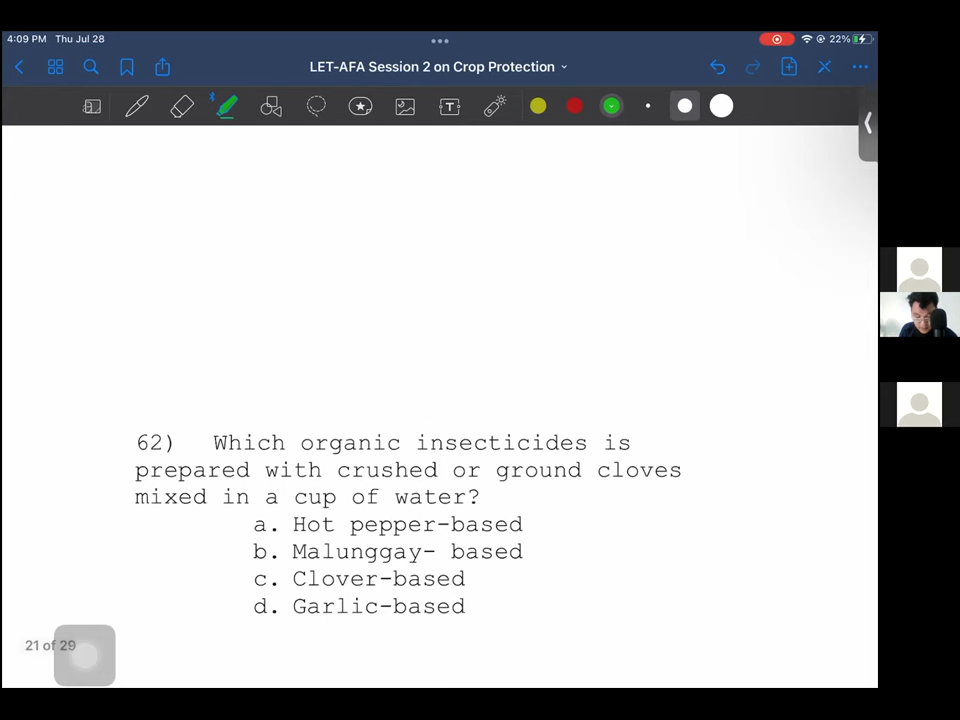 4:09 PM Thu Jul 28
22%
LET-AFA Session 2 on Crop Protection
62) Which organic insecticides is
prepared with crushed or ground cloves
mixed in a cup of water?
a. Hot pepper-based
b. Malunggay- based
c. Clover-based
d. Garlic-based
21 of 29